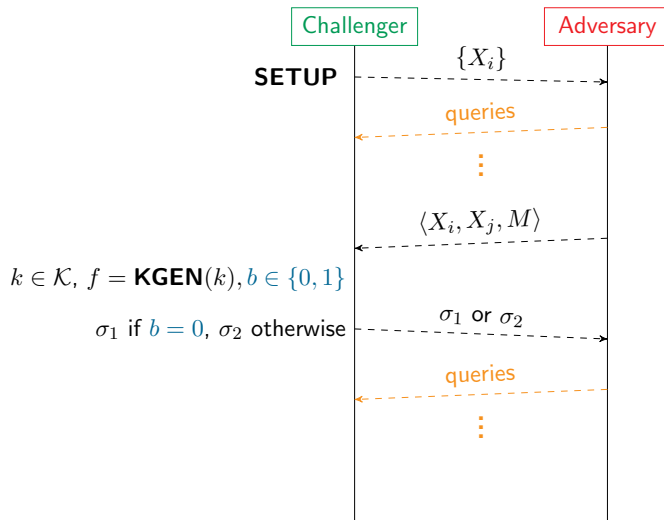 Challenger
Adversary
SETUP
{X_i}
queries
⋮
⟨X_i, X_j, M⟩
k ∈ 𝒦, f = KGEN(k), b ∈ {0, 1}
σ_1 if b = 0, σ_2 otherwise
σ_1 or σ_2
queries
⋮